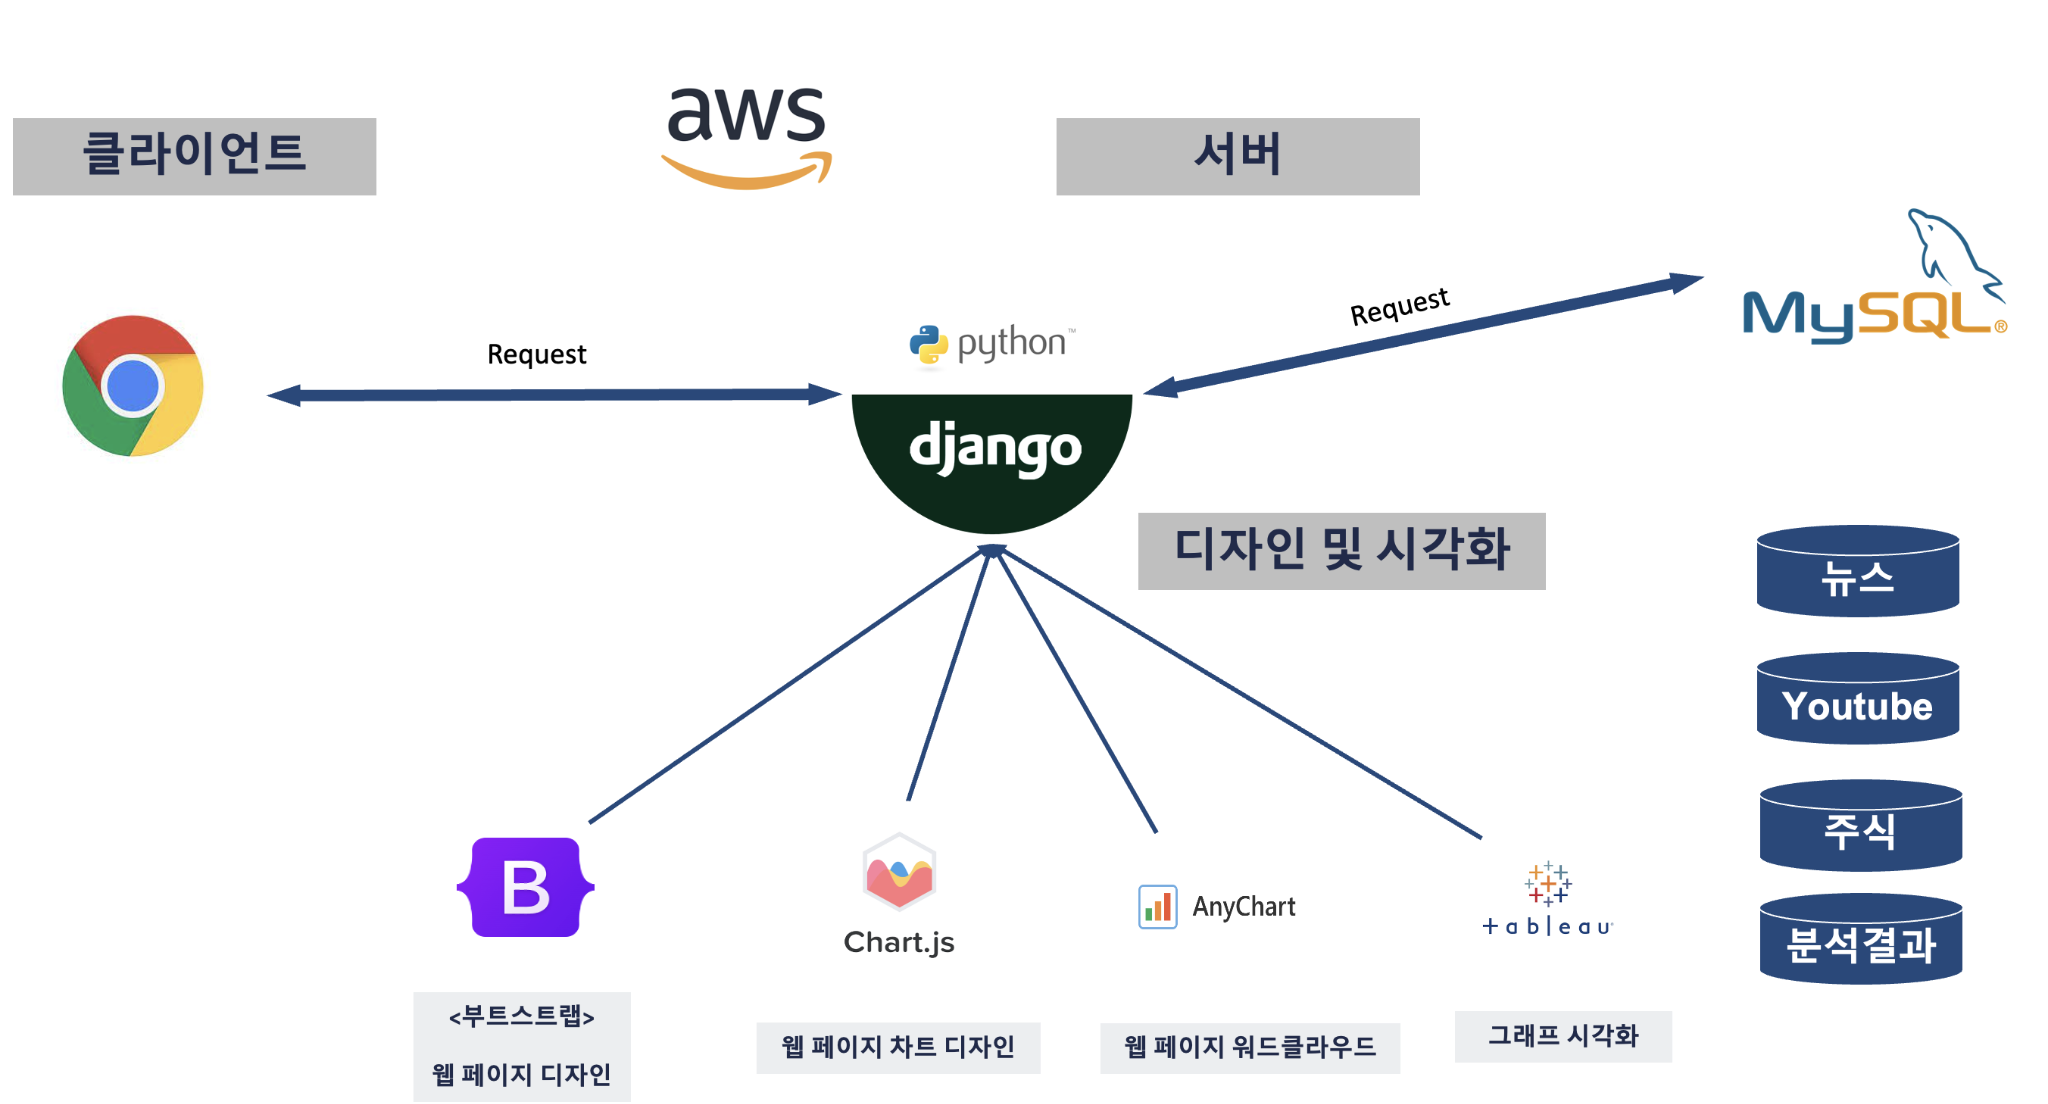 aws
클라이언트
서버
MySQL®
Request
Request
python™
django
디자인 및 시각화
뉴스
Youtube
주식
분석결과
B
Chart.js
AnyChart
+ableau
<부트스트랩>
웹 페이지 디자인
웹 페이지 차트 디자인
웹 페이지 워드클라우드
그래프 시각화